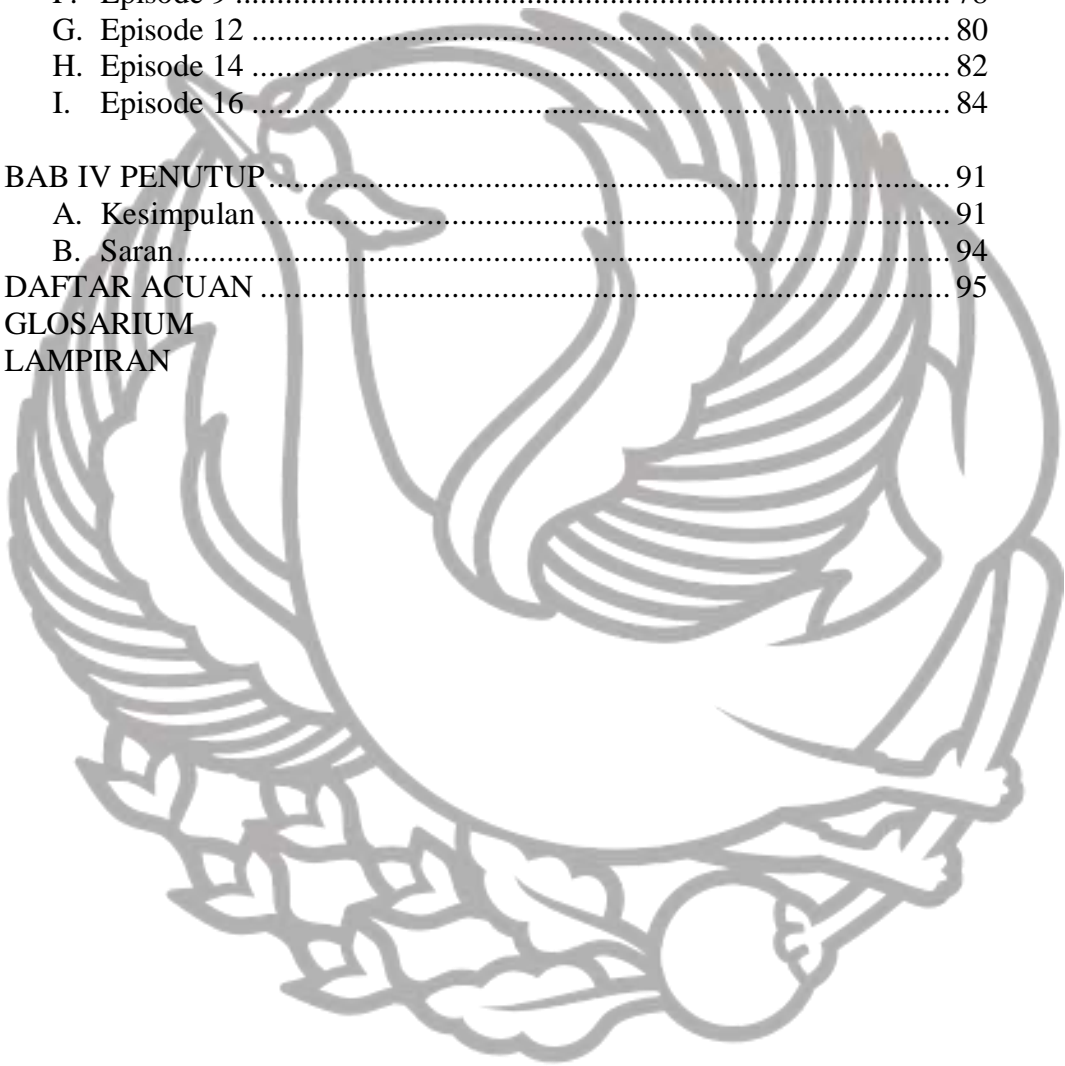 G. Episode 12 ........................................................................................ 80
H. Episode 14 ........................................................................................ 82
I. Episode 16 ........................................................................................ 84
BAB IV PENUTUP ...................................................................................... 91
A. Kesimpulan ....................................................................................... 91
B. Saran ................................................................................................. 94
DAFTAR ACUAN ....................................................................................... 95
GLOSARIUM
LAMPIRAN